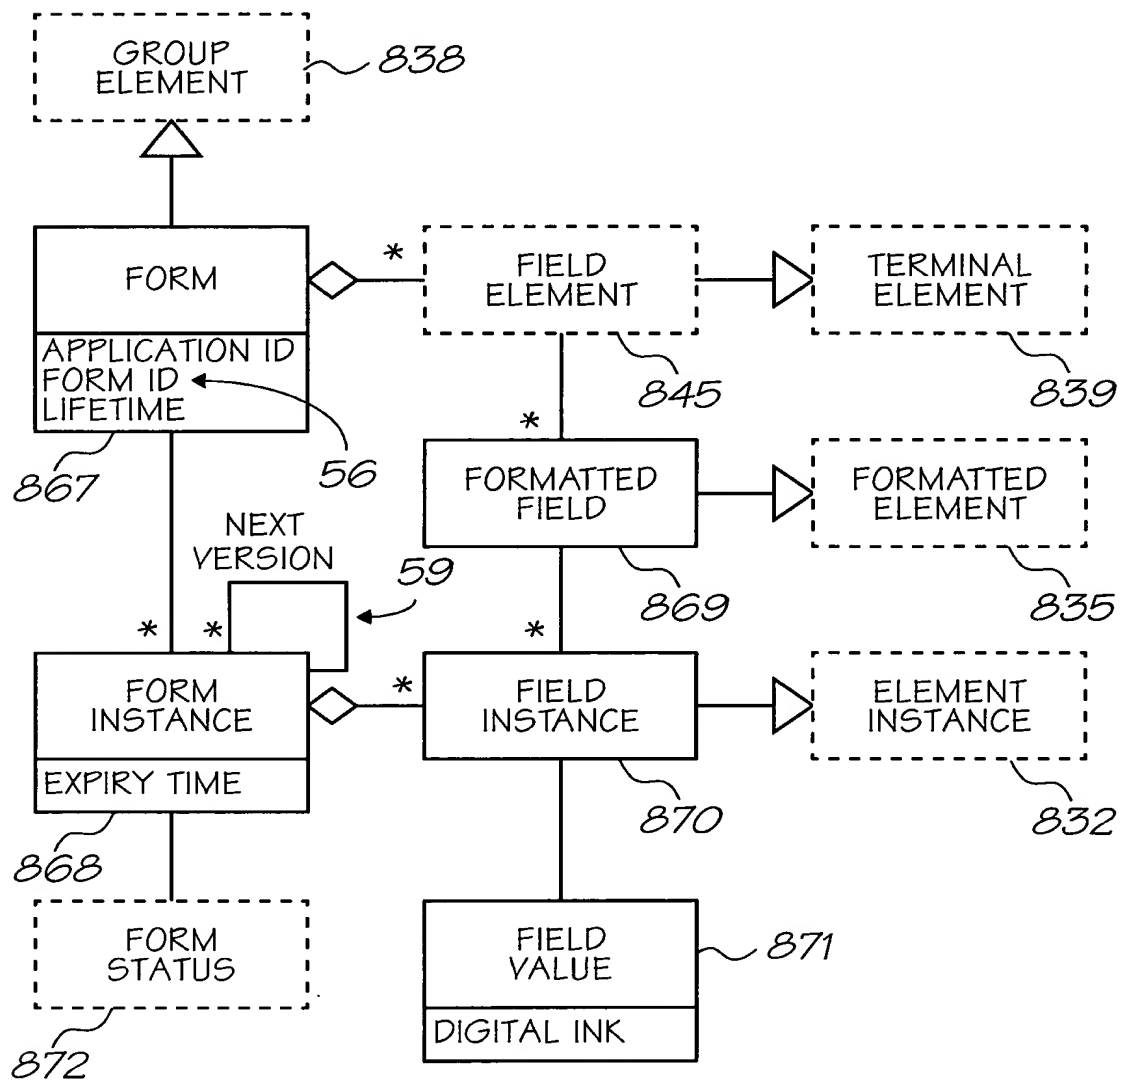 GROUP
ELEMENT
838
FORM
*
FIELD
ELEMENT
TERMINAL
ELEMENT
APPLICATION ID
FORM ID
LIFETIME
845
839
867
56
*
FORMATTED
FIELD
FORMATTED
ELEMENT
NEXT
VERSION
59
869
835
*
*
*
FORM
INSTANCE
*
FIELD
INSTANCE
ELEMENT
INSTANCE
EXPIRY TIME
870
832
868
FORM
STATUS
FIELD
VALUE
871
DIGITAL INK
872